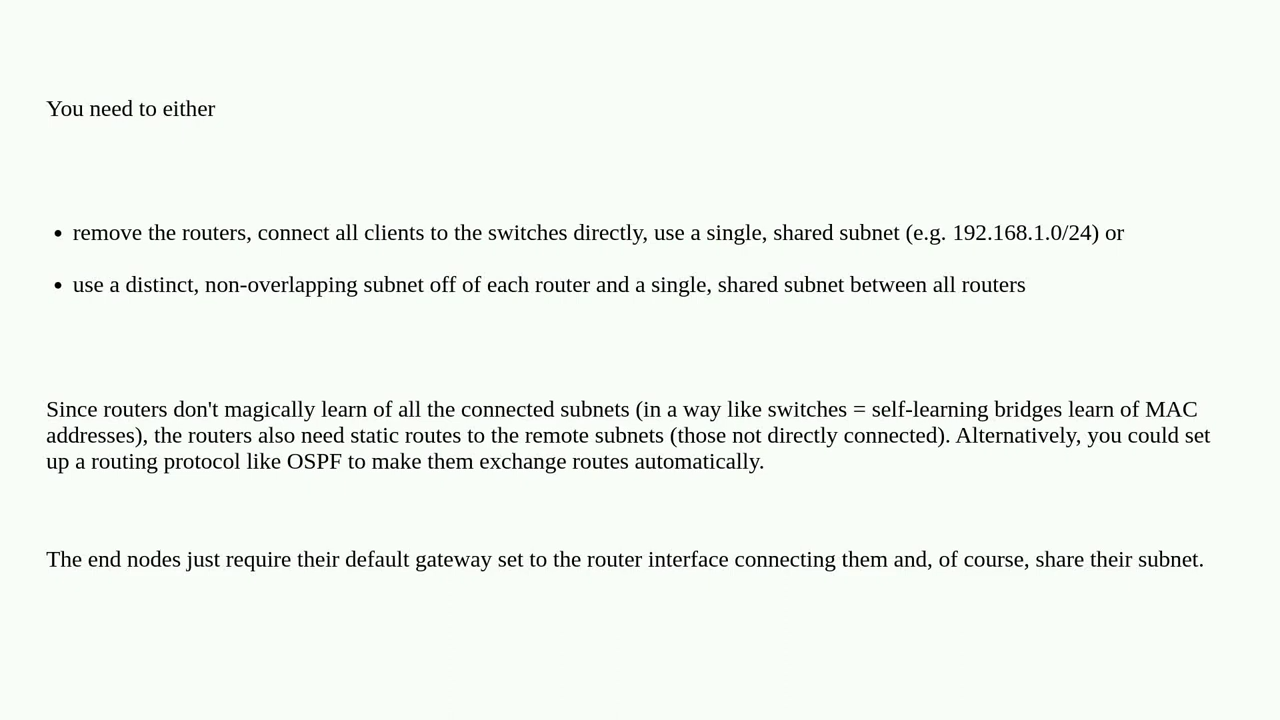 You need to either
• remove the routers, connect all clients to the switches directly, use a single, shared subnet (e.g. 192.168.1.0/24) or
• use a distinct, non-overlapping subnet off of each router and a single, shared subnet between all routers
Since routers don't magically learn of all the connected subnets (in a way like switches = self-learning bridges learn of MAC
addresses), the routers also need static routes to the remote subnets (those not directly connected). Alternatively, you could set
up a routing protocol like OSPF to make them exchange routes automatically.
The end nodes just require their default gateway set to the router interface connecting them and, of course, share their subnet.